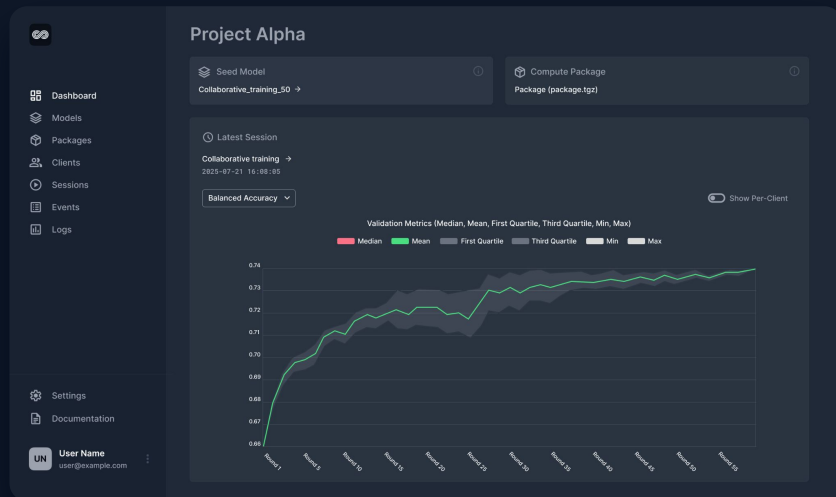 Project Alpha
Seed Model
Collaborative_training_50 →
Compute Package
Package (package.tgz)
Dashboard
Models
Packages
Clients
Sessions
Events
Logs
Latest Session
Collaborative training →
2025-07-21 16:08:05
Balanced Accuracy
Show Per-Client
Validation Metrics (Median, Mean, First Quartile, Third Quartile, Min, Max)
Median Mean First Quartile Third Quartile Min Max
0.74
0.73
0.72
0.71
0.70
0.69
0.68
0.67
0.66
Round 1 Round 5 Round 10 Round 15 Round 20 Round 25 Round 30 Round 35 Round 40 Round 45 Round 50 Round 55
Settings
Documentation
UN
User Name
user@example.com